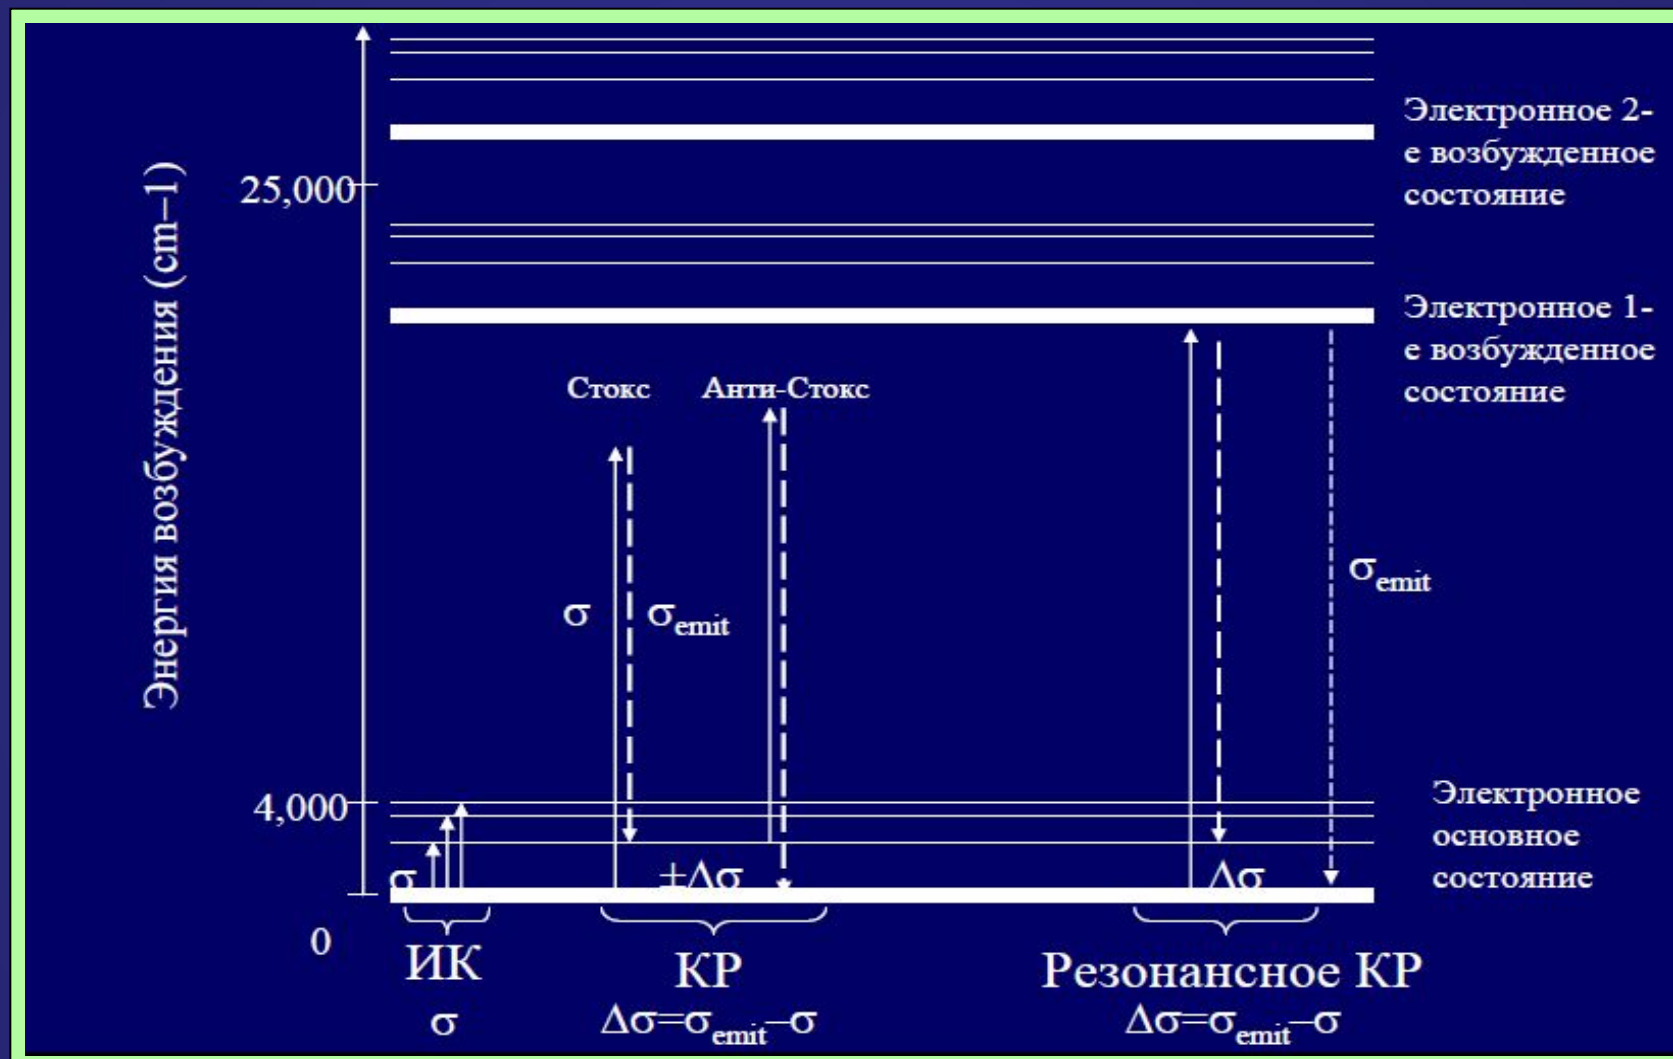 Энергия возбуждения (cm–1)
25,000
4,000
0
Электронное 2-
е возбужденное
состояние
Электронное 1-
е возбужденное
состояние
Электронное
основное
состояние
Стокс
Анти-Стокс
σ
σemit
σemit
σ
±Δσ
Δσ
ИК
σ
КР
Δσ=σemit–σ
Резонансное КР
Δσ=σemit–σ